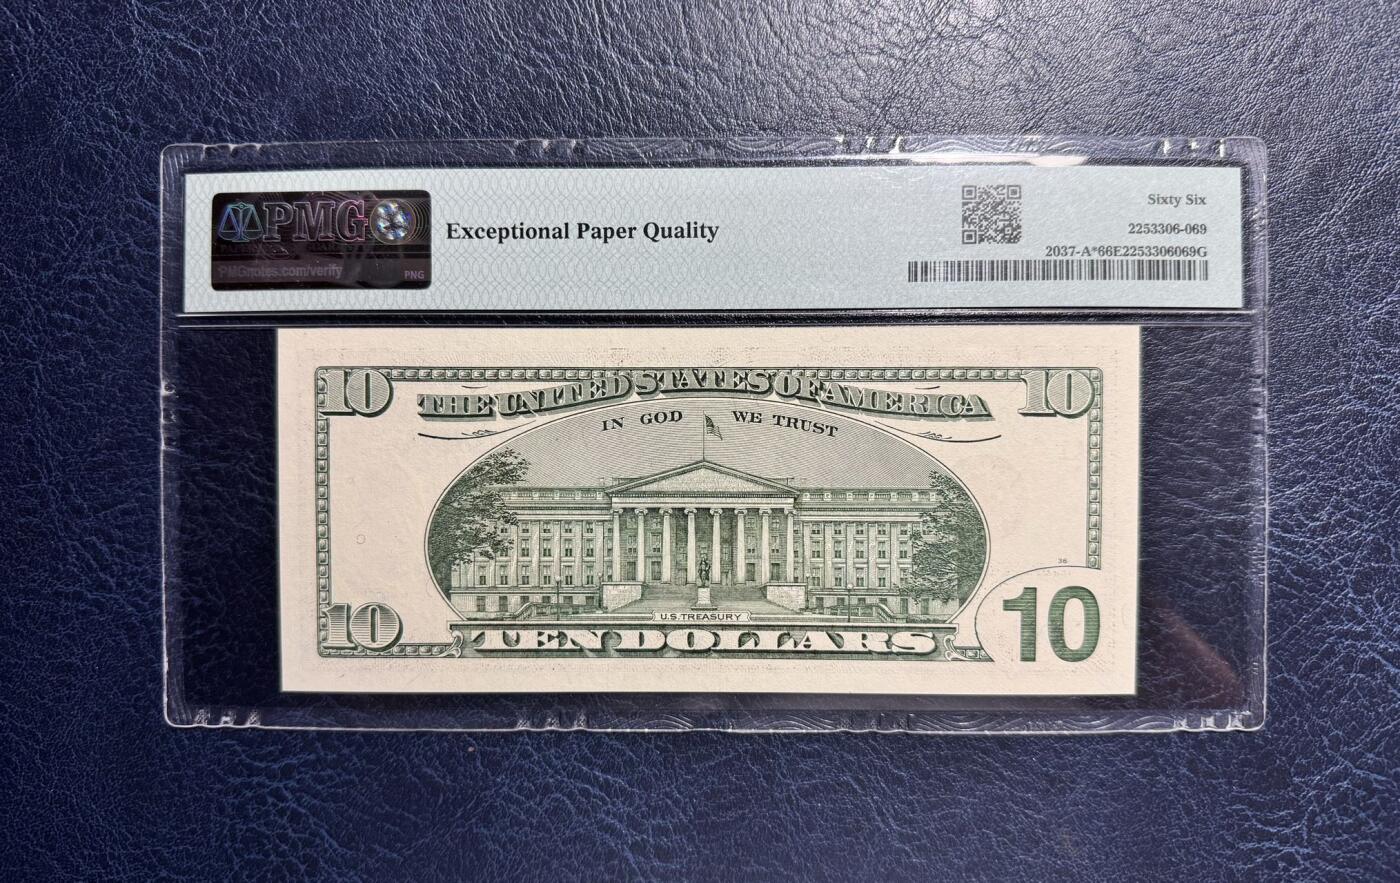 PMG
PMGnotes.com/verify
PNG
Exceptional Paper Quality
Sixty Six
2253306-069
2037-A*66E2253306069G
10
THE UNITED STATES OF AMERICA
10
IN GOD WE TRUST
36
U.S. TREASURY
10
TEN DOLLARS
10